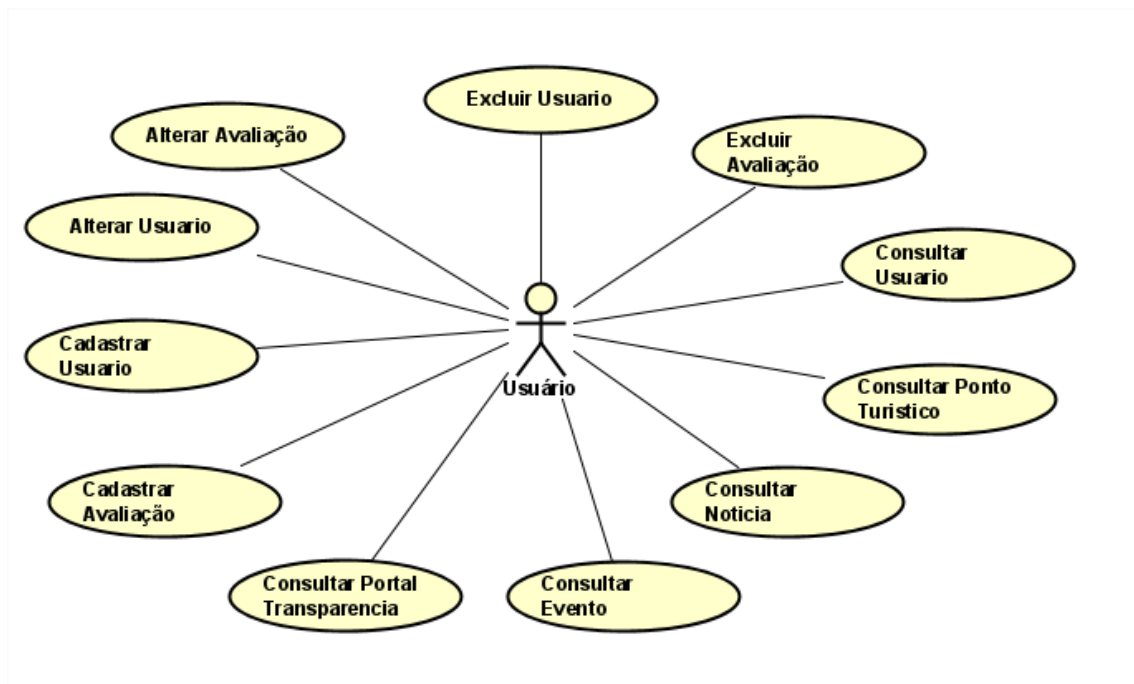 Excluir Usuario
Alterar Avaliação
Excluir
Avaliação
Alterar Usuario
Consultar
Usuario
Cadastrar
Usuario
Usuário
Consultar Ponto
Turistico
Cadastrar
Avaliação
Consultar
Noticia
Consultar Portal
Transparencia
Consultar
Evento